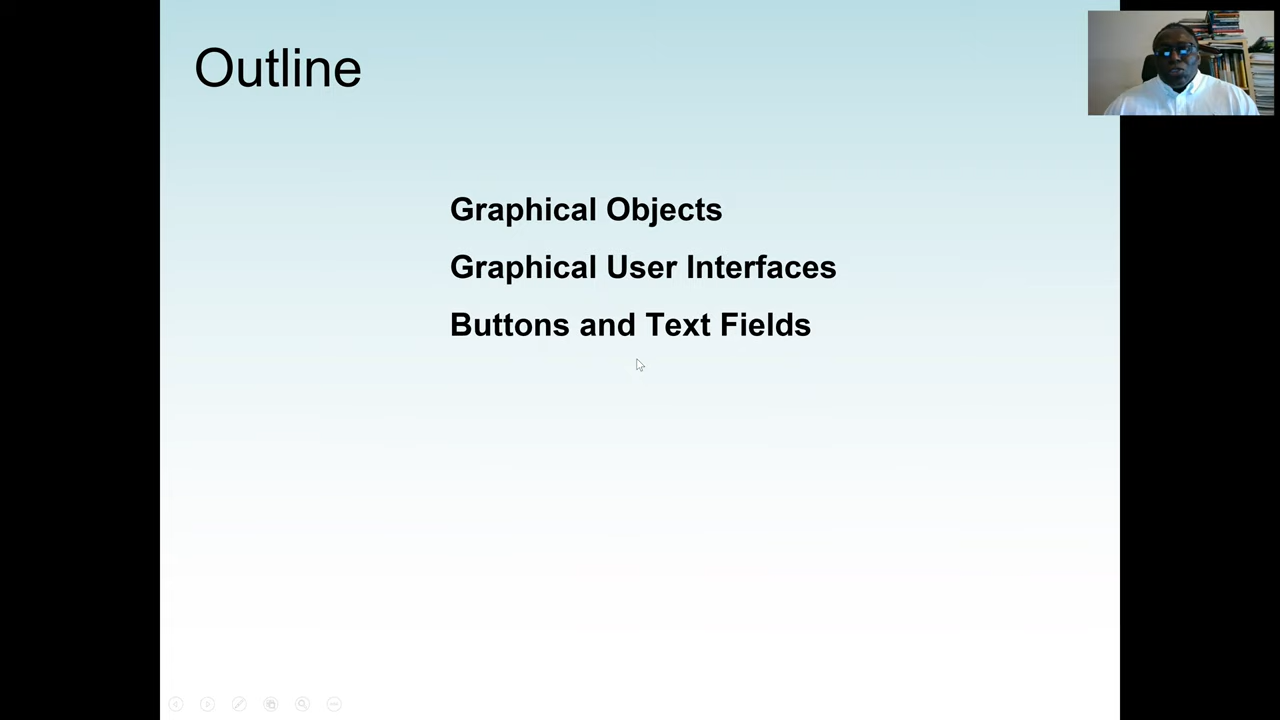 Outline
Graphical Objects
Graphical User Interfaces
Buttons and Text Fields